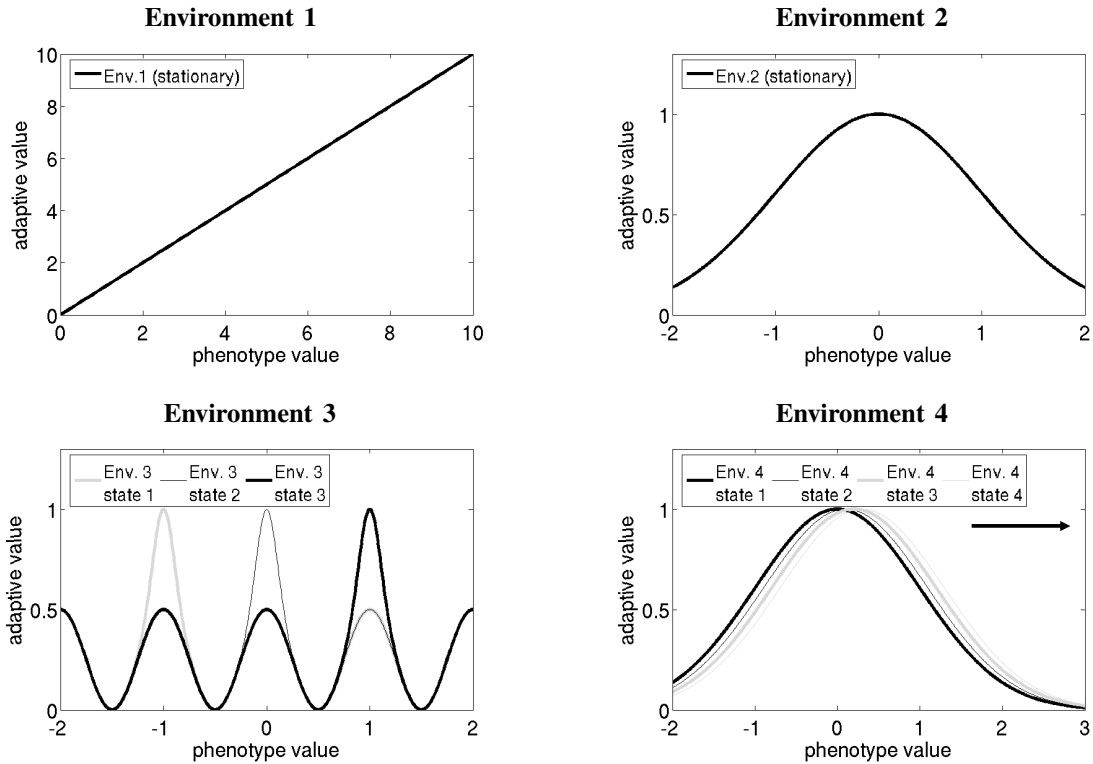 Environment 1
Environment 2
10
8
6
4
2
0
adaptive value
Env.1 (stationary)
0 2 4 6 8 10
phenotype value
1
0.5
0
adaptive value
Env.2 (stationary)
-2 -1 0 1 2
phenotype value
Environment 3
Environment 4
1
0.5
0
adaptive value
Env. 3 Env. 3 Env. 3
state 1 state 2 state 3
-2 -1 0 1 2
phenotype value
1
0.5
0
adaptive value
Env. 4 Env. 4 Env. 4 Env. 4
state 1 state 2 state 3 state 4
-2 -1 0 1 2 3
phenotype value